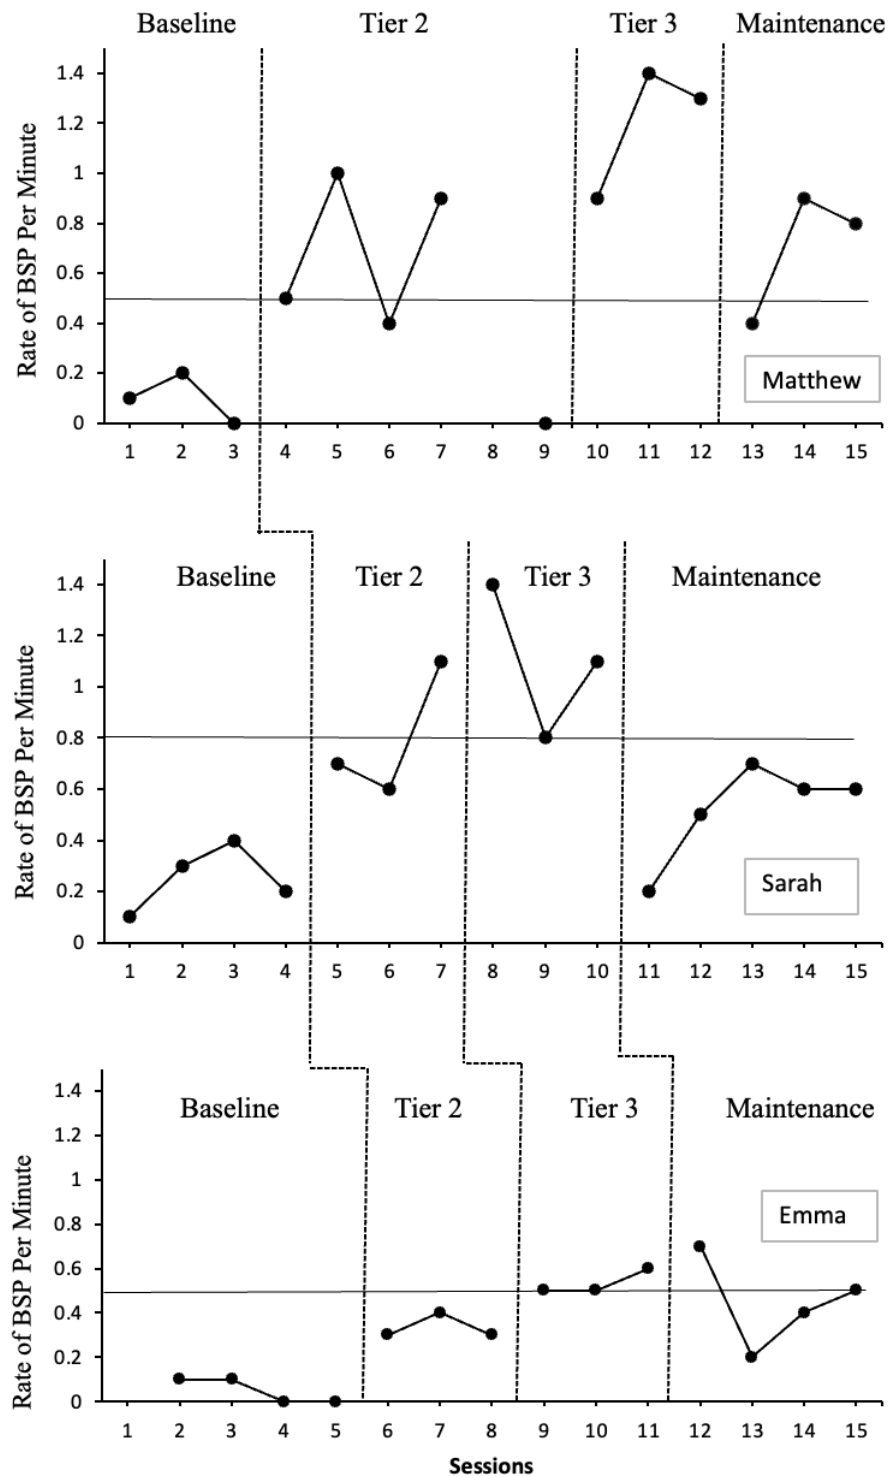 Baseline Tier 2 Tier 3 Maintenance
Rate of BSP Per Minute
1.4
1.2
1
0.8
0.6
0.4
0.2
0
Matthew
1 2 3 4 5 6 7 8 9 10 11 12 13 14 15
Baseline Tier 2 Tier 3 Maintenance
Rate of BSP Per Minute
1.4
1.2
1
0.8
0.6
0.4
0.2
0
Sarah
1 2 3 4 5 6 7 8 9 10 11 12 13 14 15
Baseline Tier 2 Tier 3 Maintenance
Rate of BSP Per Minute
1.4
1.2
1
0.8
0.6
0.4
0.2
0
Emma
1 2 3 4 5 6 7 8 9 10 11 12 13 14 15
Sessions